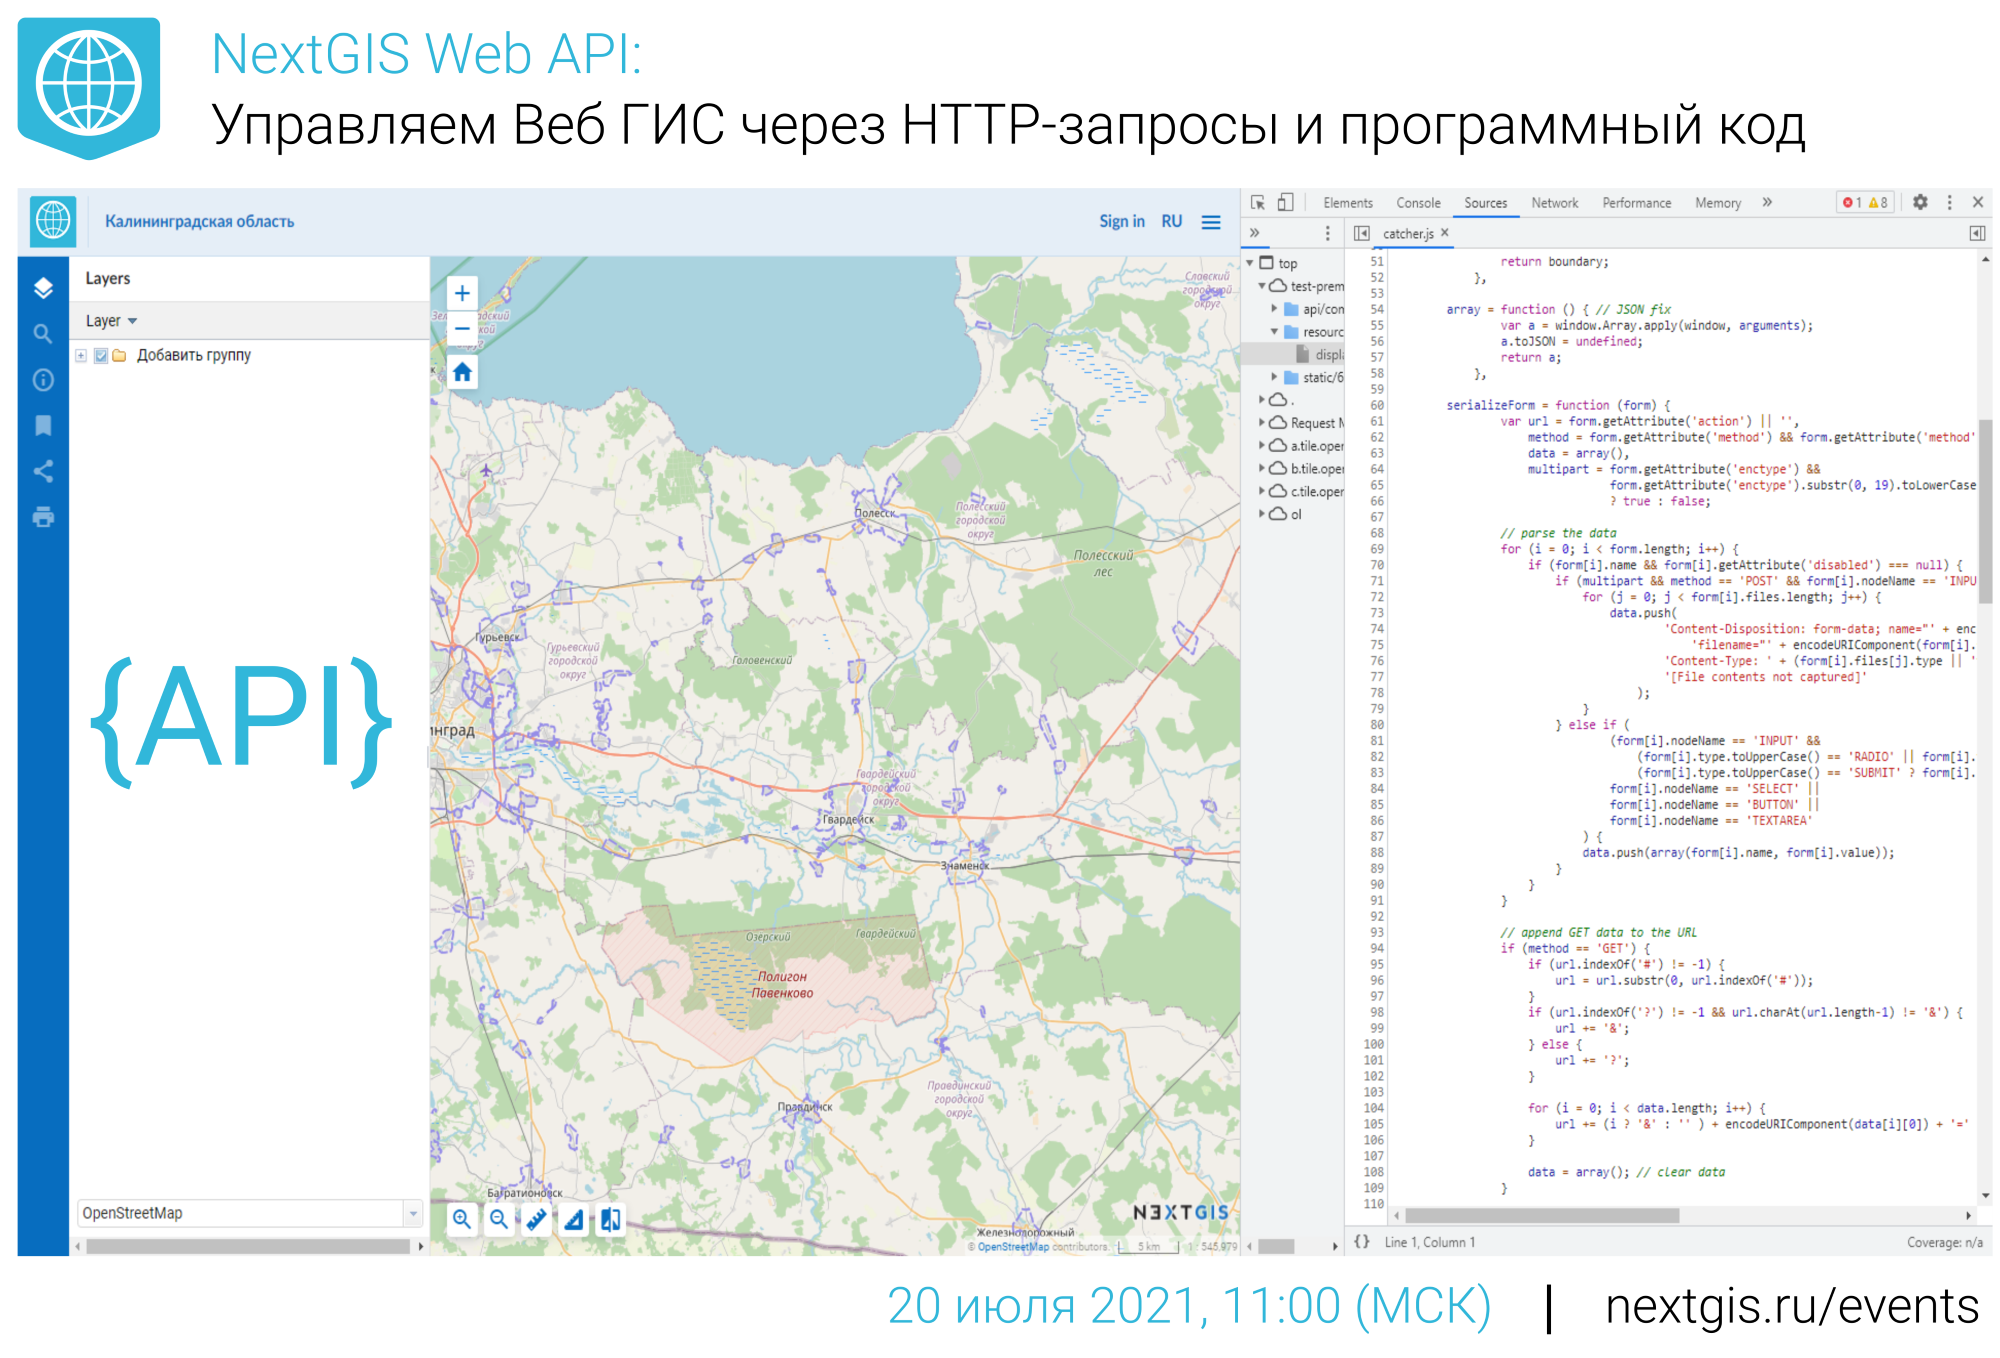 NextGIS Web API:
Управляем Веб ГИС через HTTP-запросы и программный код
Калининградская область
Sign in RU
Layers
Layer
Добавить группу
{API}
OpenStreetMap
Славский
городской
округ
Полесск
Полесский
городской
округ
Полесский
лес
Гурьевск
Гурьевский
городской
округ
Головенский
нград
Гвардейский
городской
округ
Гвардейск
Знаменск
Озёрский
Гвардейский
Полигон
Павенково
Правдинский
городской
округ
Правдинск
Багратионовск
NEXTGIS
Железнодорожный
© OpenStreetMap contributors. 5 km 1 : 545,979
Elements Console Sources Network Performance Memory » 1 8
» catcher.js ×
top
test-prem
api/con
resourc
displa
static/6
.
Request M
a.tile.oper
b.tile.oper
c.tile.oper
ol
51 return boundary;
52 },
53
54 array = function () { // JSON fix
55 var a = window.Array.apply(window, arguments);
56 a.toJSON = undefined;
57 return a;
58 },
59
60 serializeForm = function (form) {
61 var url = form.getAttribute('action') || '',
62 method = form.getAttribute('method') && form.getAttribute('method'
63 data = array(),
64 multipart = form.getAttribute('enctype') &&
65 form.getAttribute('enctype').substr(0, 19).toLowerCase
66 ? true : false;
67
68 // parse the data
69 for (i = 0; i < form.length; i++) {
70 if (form[i].name && form[i].getAttribute('disabled') === null) {
71 if (multipart && method == 'POST' && form[i].nodeName == 'INPU
72 for (j = 0; j < form[i].files.length; j++) {
73 data.push(
74 'Content-Disposition: form-data; name="' + enc
75 'filename="' + encodeURIComponent(form[i].
76 'Content-Type: ' + (form[i].files[j].type || '
77 '[File contents not captured]'
78 );
79 }
80 } else if (
81 (form[i].nodeName == 'INPUT' &&
82 (form[i].type.toUpperCase() == 'RADIO' || form[i].
83 (form[i].type.toUpperCase() == 'SUBMIT' ? form[i].
84 form[i].nodeName == 'SELECT' ||
85 form[i].nodeName == 'BUTTON' ||
86 form[i].nodeName == 'TEXTAREA'
87 ) {
88 data.push(array(form[i].name, form[i].value));
89 }
90 }
91 }
92
93 // append GET data to the URL
94 if (method == 'GET') {
95 if (url.indexOf('#') != -1) {
96 url = url.substr(0, url.indexOf('#'));
97 }
98 if (url.indexOf('?') != -1 && url.charAt(url.length-1) != '&') {
99 url += '&';
100 } else {
101 url += '?';
102 }
103
104 for (i = 0; i < data.length; i++) {
105 url += (i ? '&' : '' ) + encodeURIComponent(data[i][0]) + '='
106 }
107
108 data = array(); // clear data
109 }
110
{} Line 1, Column 1 Coverage: n/a
20 июля 2021, 11:00 (МСК) | nextgis.ru/events